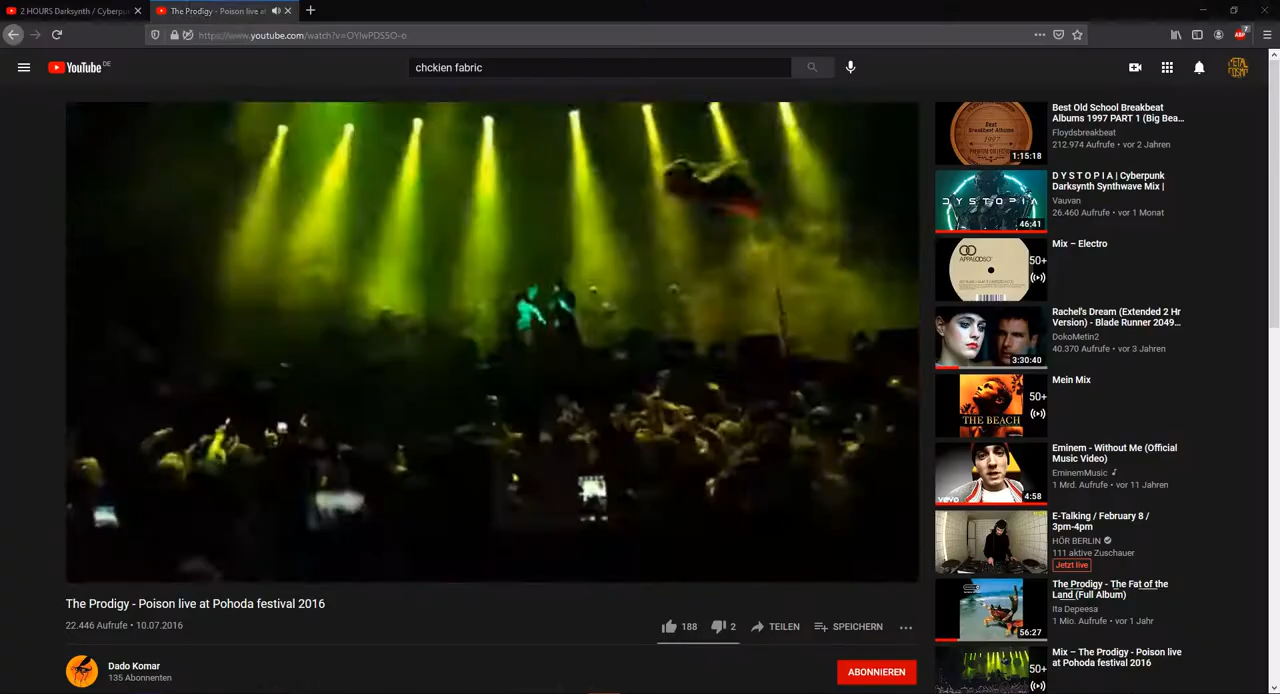 2 HOURS Darksynth / Cyberpu
The Prodigy - Poison live at
https://www.youtube.com/watch?v=OYIwPDS5O-o
YouTube DE
chckien fabric
Best Old School Breakbeat
Albums 1997 PART 1 (Big Bea...
Floydsbreakbeat
212.974 Aufrufe • vor 2 Jahren
1:15:18
D Y S T O P I A | Cyberpunk
Darksynth Synthwave Mix |
Vauvan
26.460 Aufrufe • vor 1 Monat
DYSTOPIA
46:41
Mix – Electro
50+
Rachel's Dream (Extended 2 Hr
Version) - Blade Runner 2049...
DokoMetin2
40.370 Aufrufe • vor 3 Jahren
3:30:40
Mein Mix
THE BEACH
50+
Eminem - Without Me (Official
Music Video)
EminemMusic
1 Mrd. Aufrufe • vor 11 Jahren
vevo
4:58
E-Talking / February 8 /
3pm-4pm
HÖR BERLIN
111 aktive Zuschauer
Jetzt live
The Prodigy - The Fat of the
Land (Full Album)
Ita Depeesa
1 Mio. Aufrufe • vor 1 Jahr
56:27
Mix – The Prodigy - Poison live
at Pohoda festival 2016
50+
The Prodigy - Poison live at Pohoda festival 2016
22.446 Aufrufe • 10.07.2016
188
2
TEILEN
SPEICHERN
Dado Komar
135 Abonnenten
ABONNIEREN